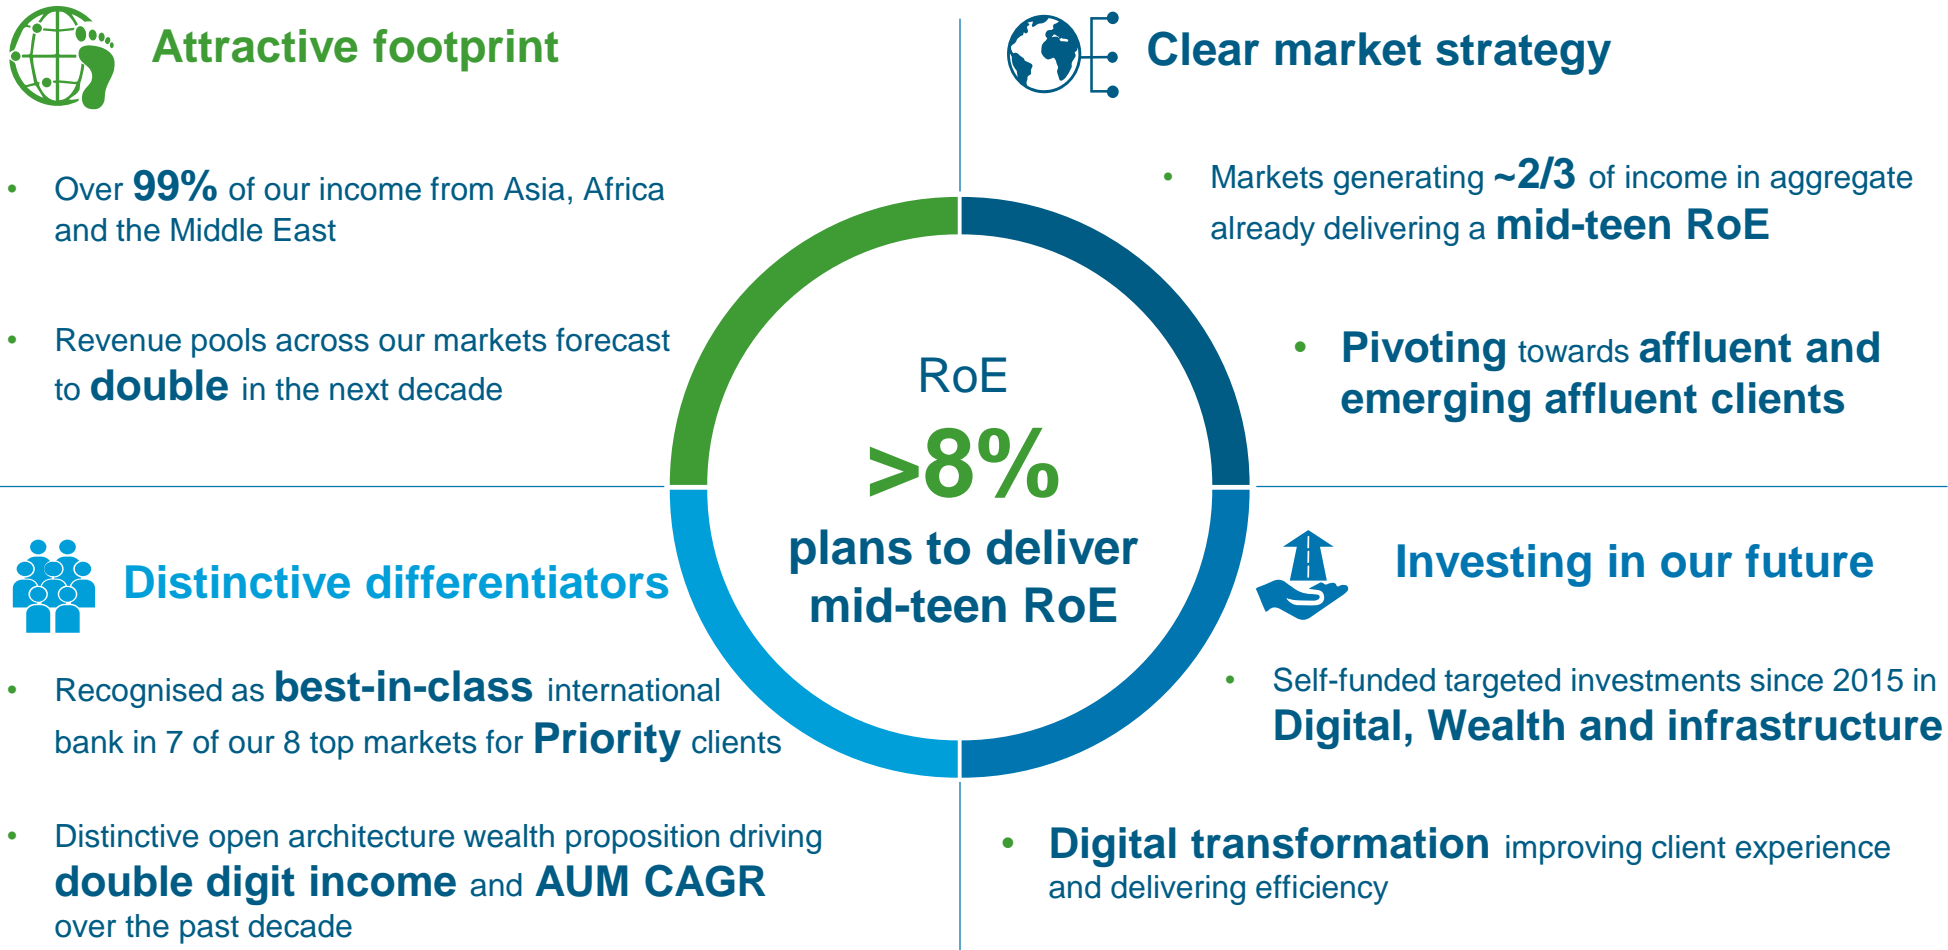 Attractive footprint
• Over 99% of our income from Asia, Africa
and the Middle East
• Revenue pools across our markets forecast
to double in the next decade
Clear market strategy
• Markets generating ~2/3 of income in aggregate
already delivering a mid-teen RoE
• Pivoting towards affluent and
emerging affluent clients
RoE
>8%
plans to deliver
mid-teen RoE
Distinctive differentiators
• Recognised as best-in-class international
bank in 7 of our 8 top markets for Priority clients
• Distinctive open architecture wealth proposition driving
double digit income and AUM CAGR
over the past decade
Investing in our future
• Self-funded targeted investments since 2015 in
Digital, Wealth and infrastructure
• Digital transformation improving client experience
and delivering efficiency